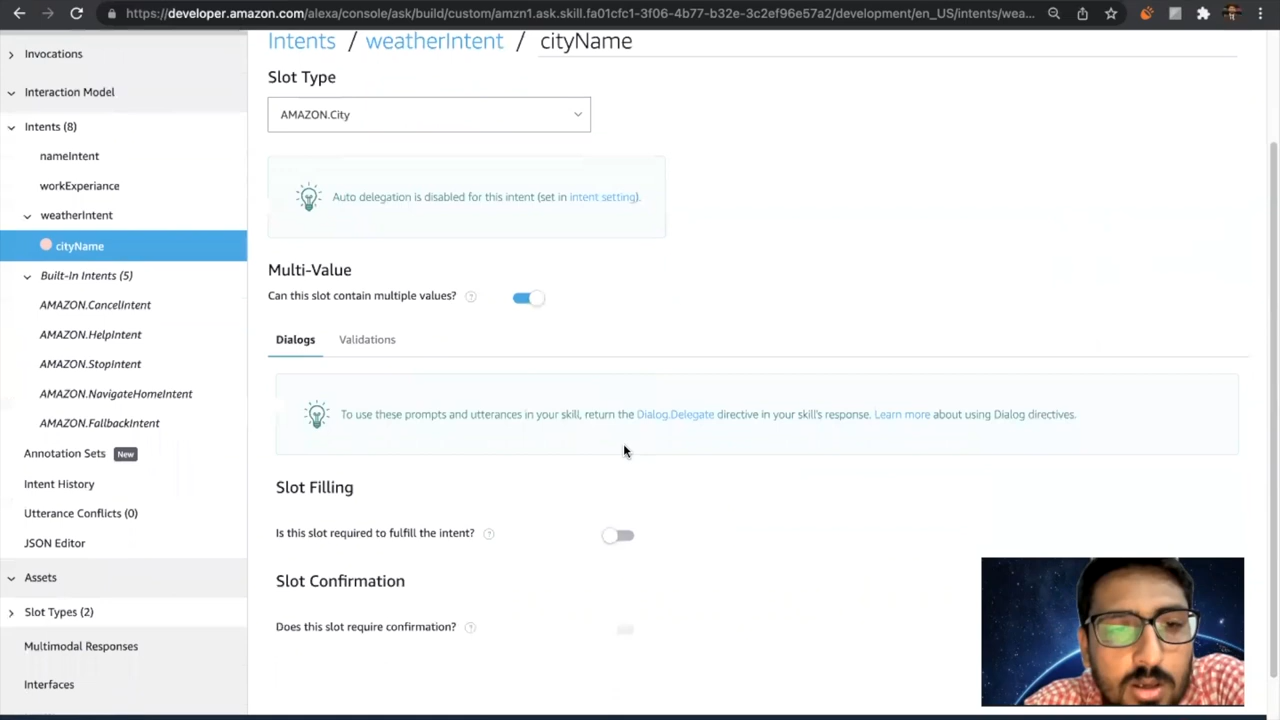 https://developer.amazon.com/alexa/console/ask/build/custom/amzn1.ask.skill.fa01cfc1-3f06-4b77-b32e-3c2ef96e57a2/development/en_US/intents/wea...
Intents / weatherIntent / cityName
Invocations
Interaction Model
Intents (8)
nameIntent
workExperiance
weatherIntent
cityName
Built-In Intents (5)
AMAZON.CancelIntent
AMAZON.HelpIntent
AMAZON.StopIntent
AMAZON.NavigateHomeIntent
AMAZON.FallbackIntent
Annotation Sets New
Intent History
Utterance Conflicts (0)
JSON Editor
Assets
Slot Types (2)
Multimodal Responses
Interfaces
Slot Type
AMAZON.City
Auto delegation is disabled for this intent (set in intent setting).
Multi-Value
Can this slot contain multiple values? ?
Dialogs Validations
To use these prompts and utterances in your skill, return the Dialog.Delegate directive in your skill's response. Learn more about using Dialog directives.
Slot Filling
Is this slot required to fulfill the intent? ?
Slot Confirmation
Does this slot require confirmation? ?